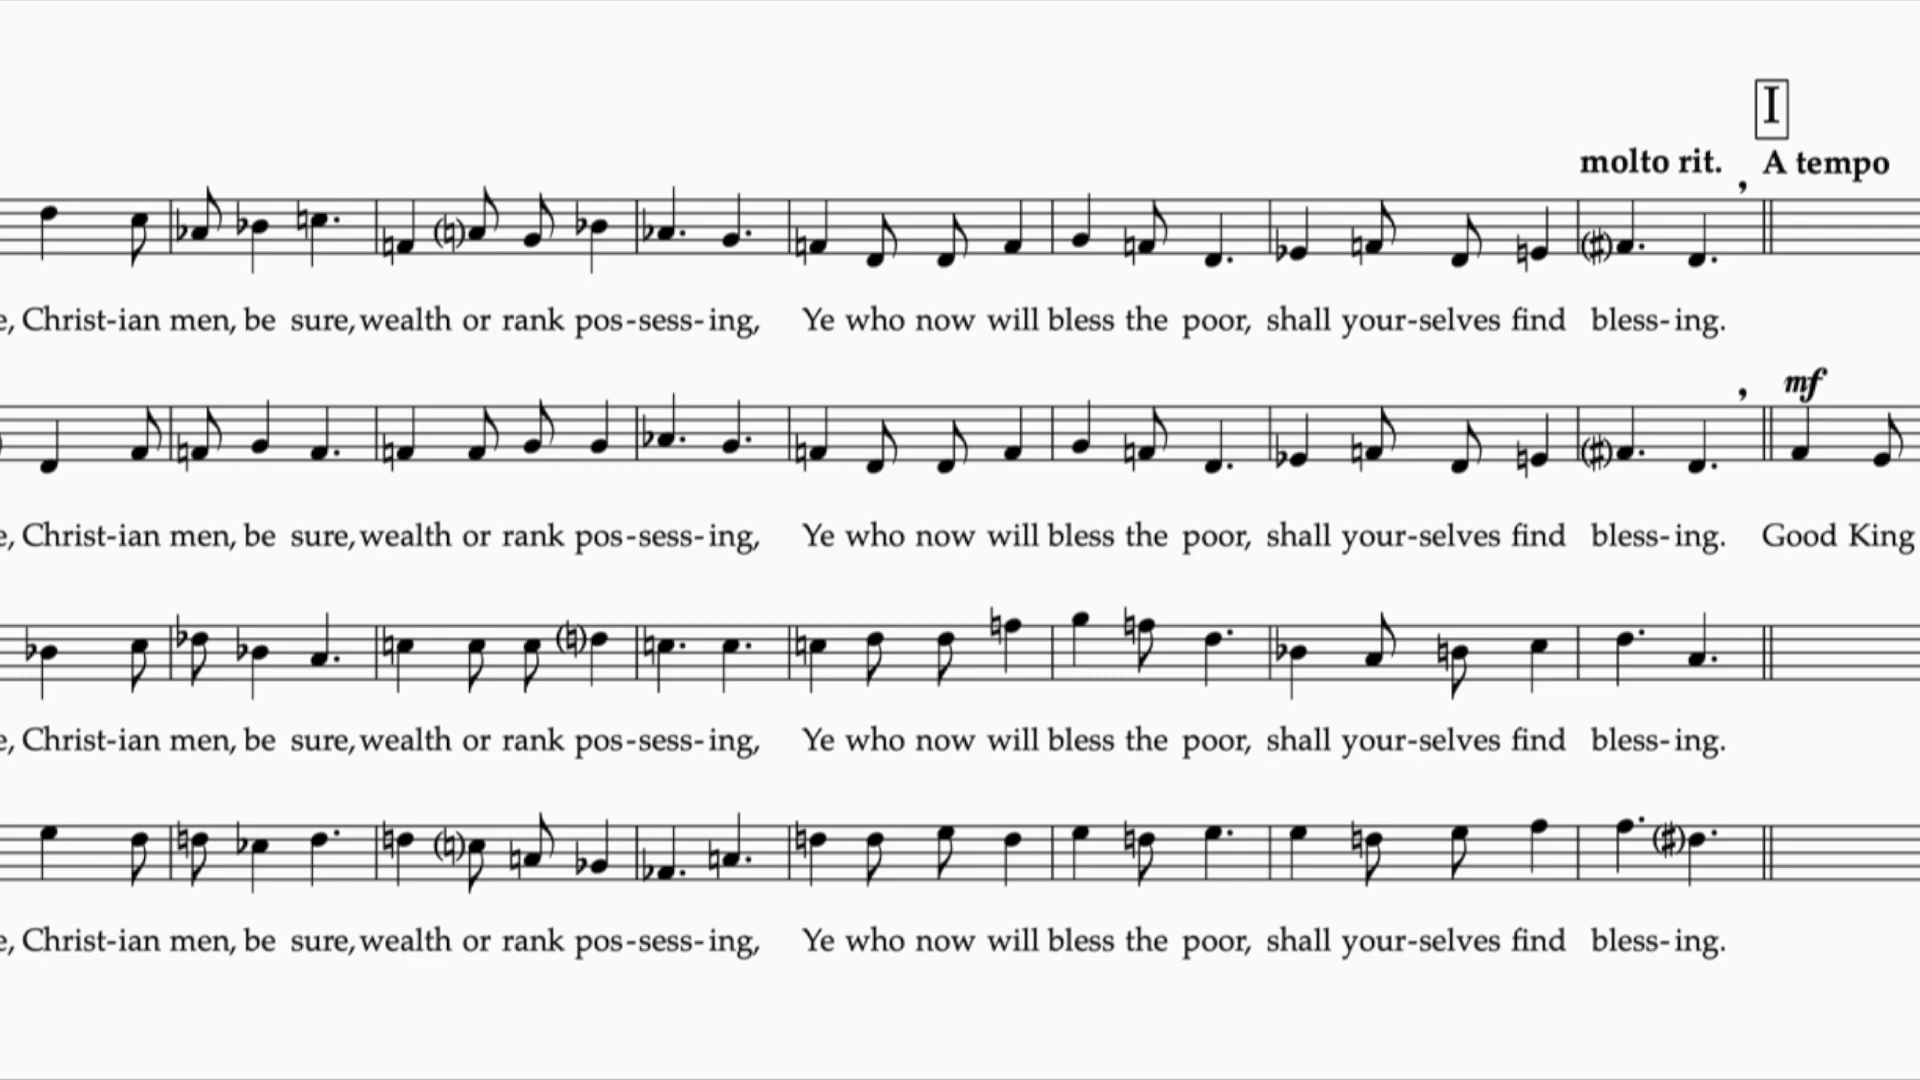 I
molto rit. , A tempo
e, Christ-ian men, be sure, wealth or rank pos-sess-ing, Ye who now will bless the poor, shall your-selves find bless-ing.
, mf
e, Christ-ian men, be sure, wealth or rank pos-sess-ing, Ye who now will bless the poor, shall your-selves find bless-ing. Good King
e, Christ-ian men, be sure, wealth or rank pos-sess-ing, Ye who now will bless the poor, shall your-selves find bless-ing.
e, Christ-ian men, be sure, wealth or rank pos-sess-ing, Ye who now will bless the poor, shall your-selves find bless-ing.